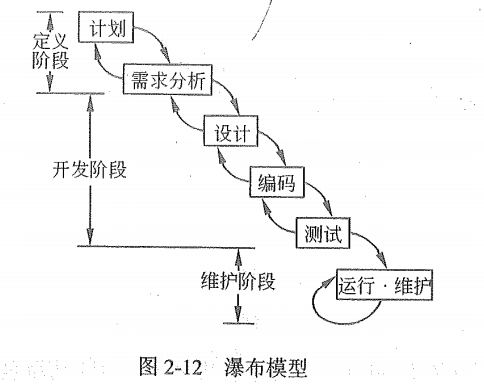 计划
定义
阶段
需求分析
设计
开发阶段
编码
测试
维护阶段
运行·维护
图 2-12 瀑布模型